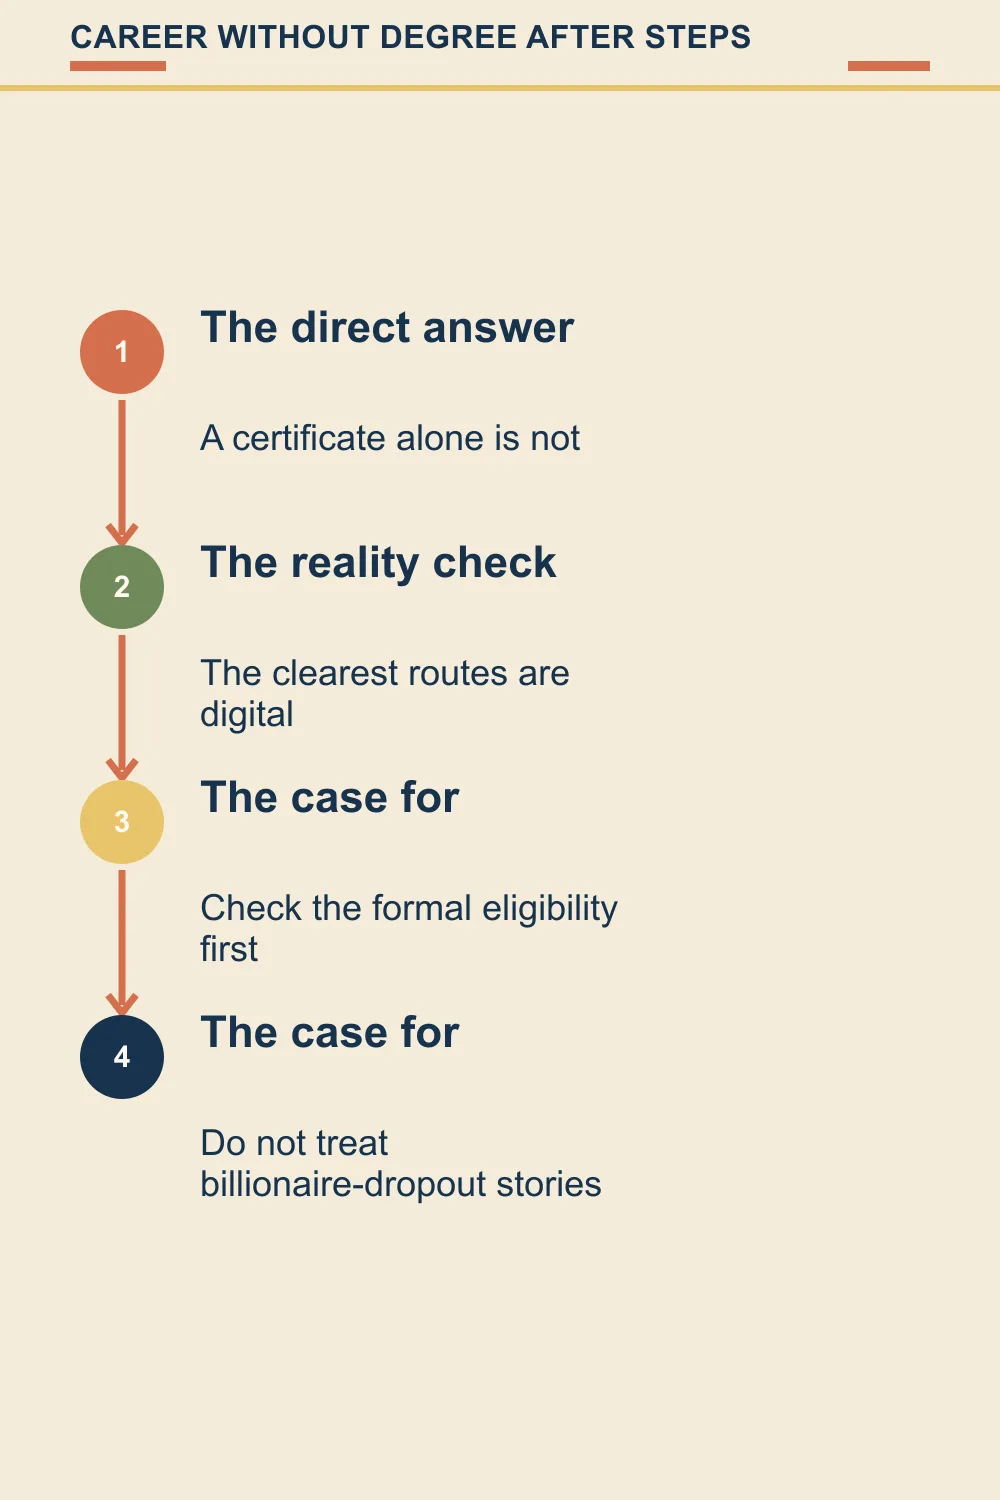 CAREER WITHOUT DEGREE AFTER STEPS
1
The direct answer
A certificate alone is not
2
The reality check
The clearest routes are
digital
3
The case for
Check the formal eligibility
first
4
The case for
Do not treat
billionaire-dropout stories